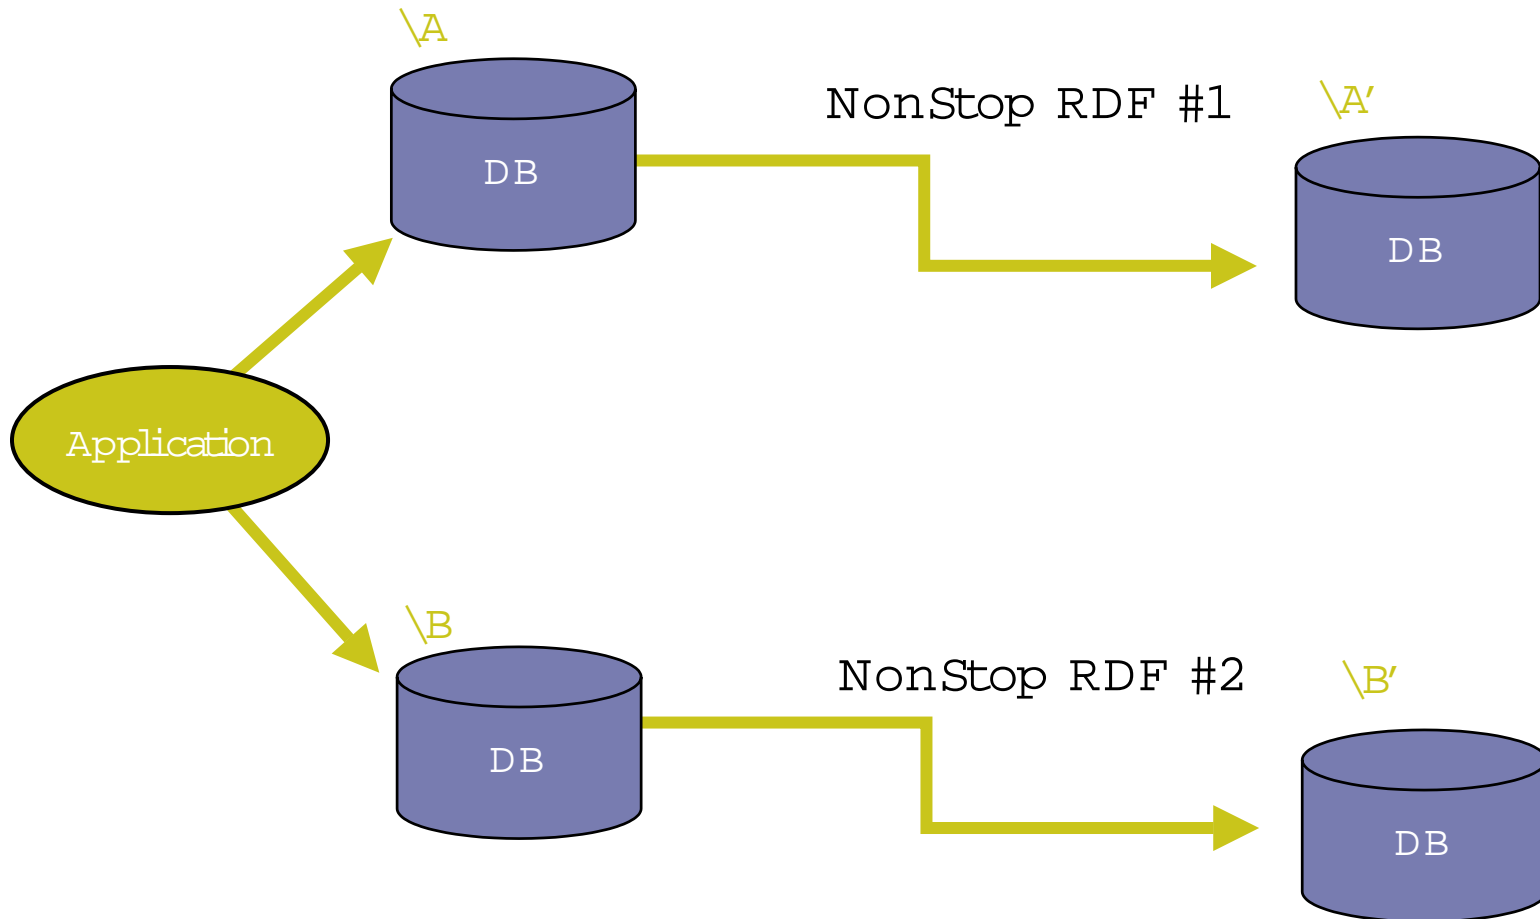 \A
NonStop RDF #1
\A’
DB
DB
Application
\B
NonStop RDF #2
\B’
DB
DB